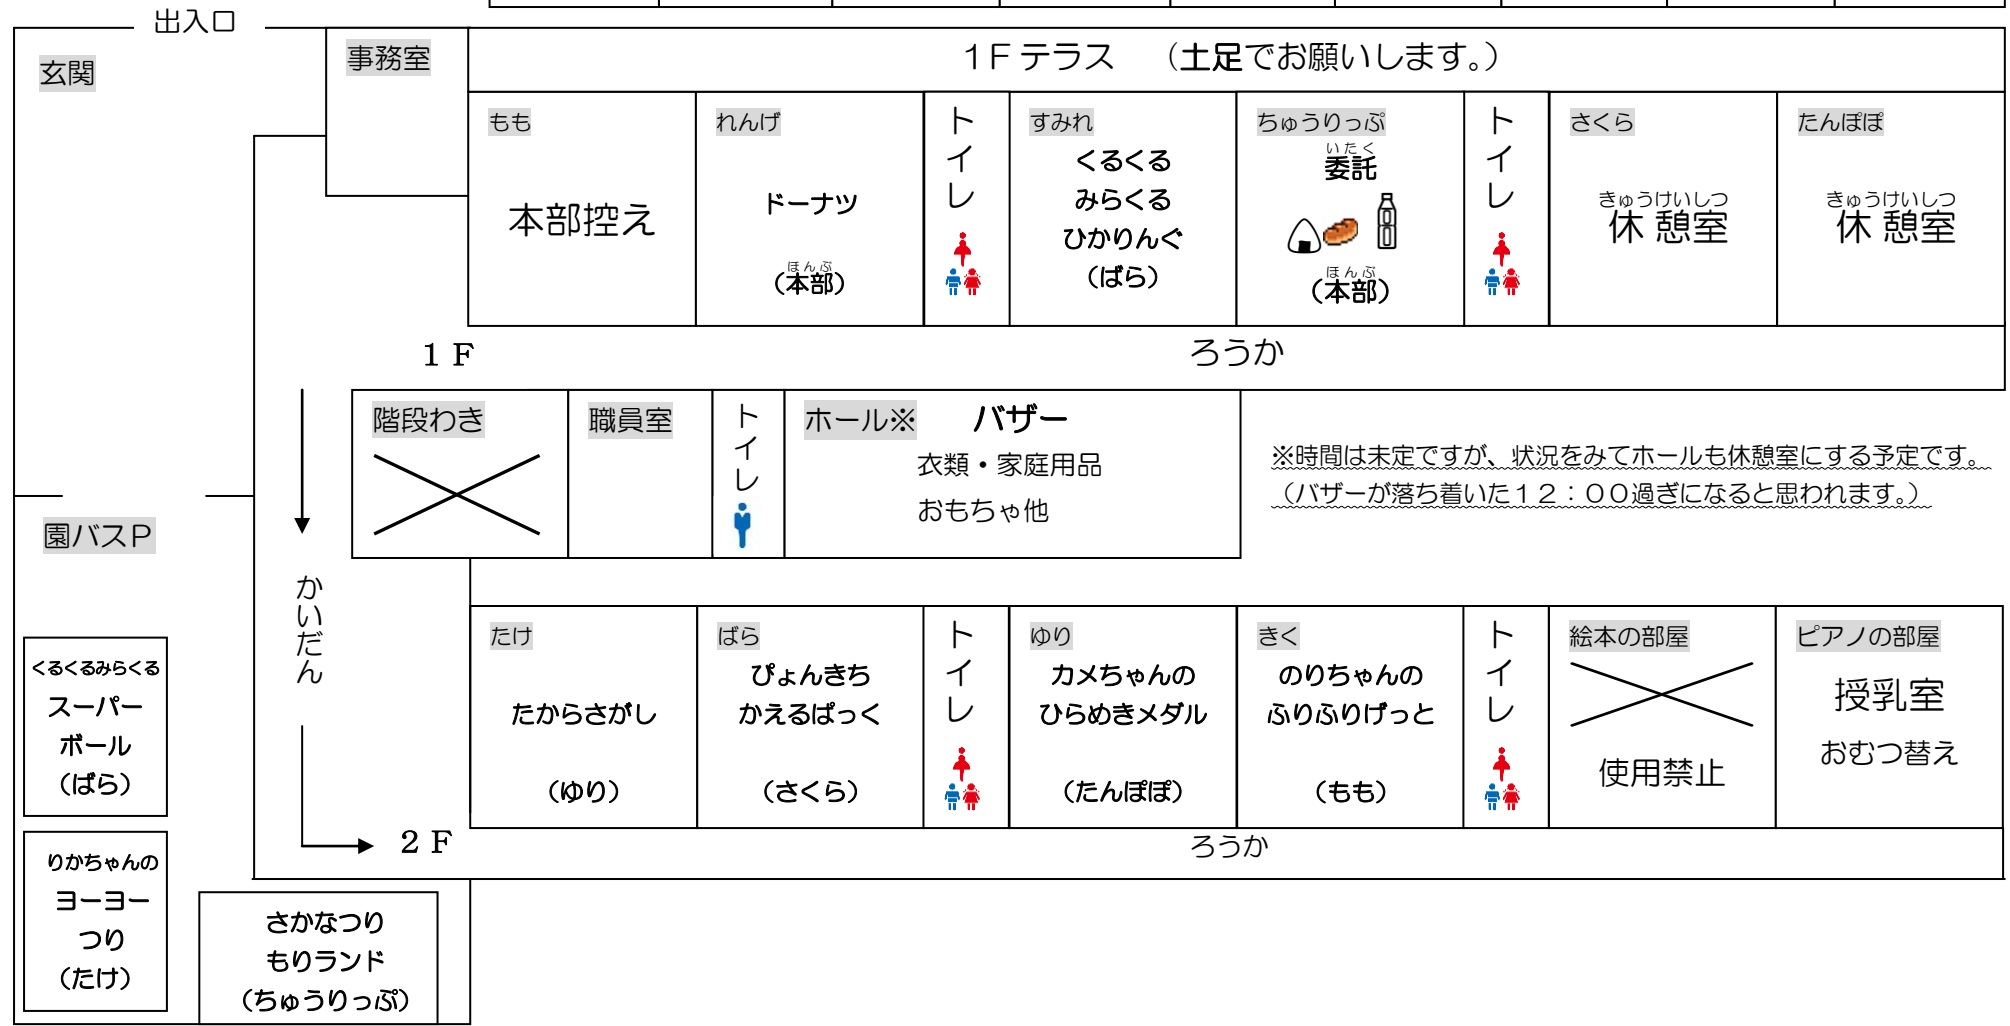 出入口
玄関
事務室
1Fテラス （土足でお願いします。）
もも
本部控え
れんげ
ドーナツ
ほんぶ
（本部）
トイレ
すみれ
くるくる
みらくる
ひかりんぐ
（ばら）
ちゅうりっぷ
いたく
委託
ほんぶ
（本部）
トイレ
さくら
きゅうけいしつ
休憩室
たんぽぽ
きゅうけいしつ
休憩室
１Ｆ
ろうか
階段わき
職員室
トイレ
ホール※ バザー
衣類・家庭用品
おもちゃ他
※時間は未定ですが、状況をみてホールも休憩室にする予定です。
（バザーが落ち着いた１２：００過ぎになると思われます。）
園バスＰ
かいだん
くるくるみらくる
スーパー
ボール
（ばら）
りかちゃんの
ヨーヨー
つり
（たけ）
さかなつり
もりランド
（ちゅうりっぷ）
たけ
たからさがし
（ゆり）
ばら
ぴょんきち
かえるぱっく
（さくら）
トイレ
ゆり
カメちゃんの
ひらめきメダル
（たんぽぽ）
きく
のりちゃんの
ふりふりげっと
（もも）
トイレ
絵本の部屋
使用禁止
ピアノの部屋
授乳室
おむつ替え
２Ｆ
ろうか